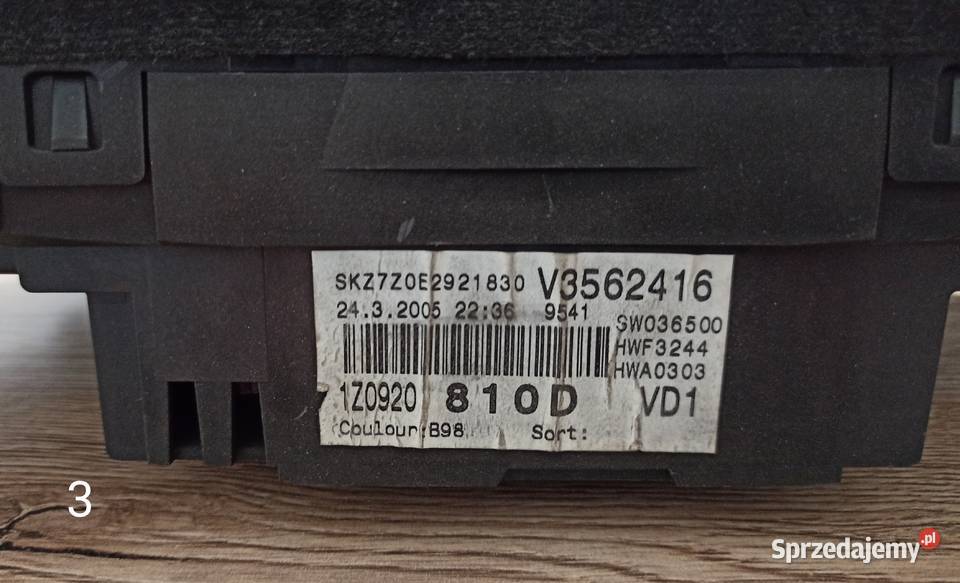 SKZ7Z0E2921830 V3562416
24.3.2005 22:36 9541
SW036500
HWF3244
HWA0303
1Z0920 810D VD1
Coulour:B98 Sort:
3
Sprzedajemy.pl